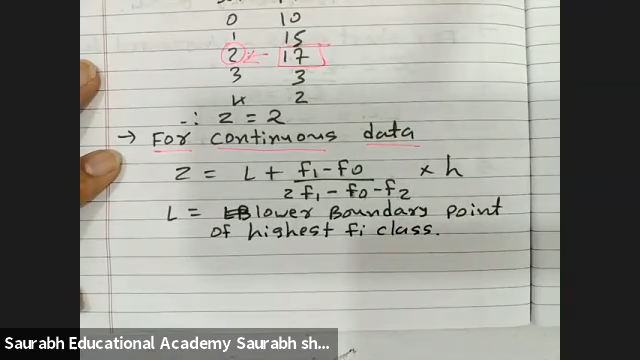 0 10
1 15
2 ← 17
3 3
4 2
∴ z = 2
→ For continuous data
z = L + f1 - f0 / 2f1 - f0 - f2 × h
L = lower Boundary point
of highest fi class.
Saurabh Educational Academy Saurabh sh...